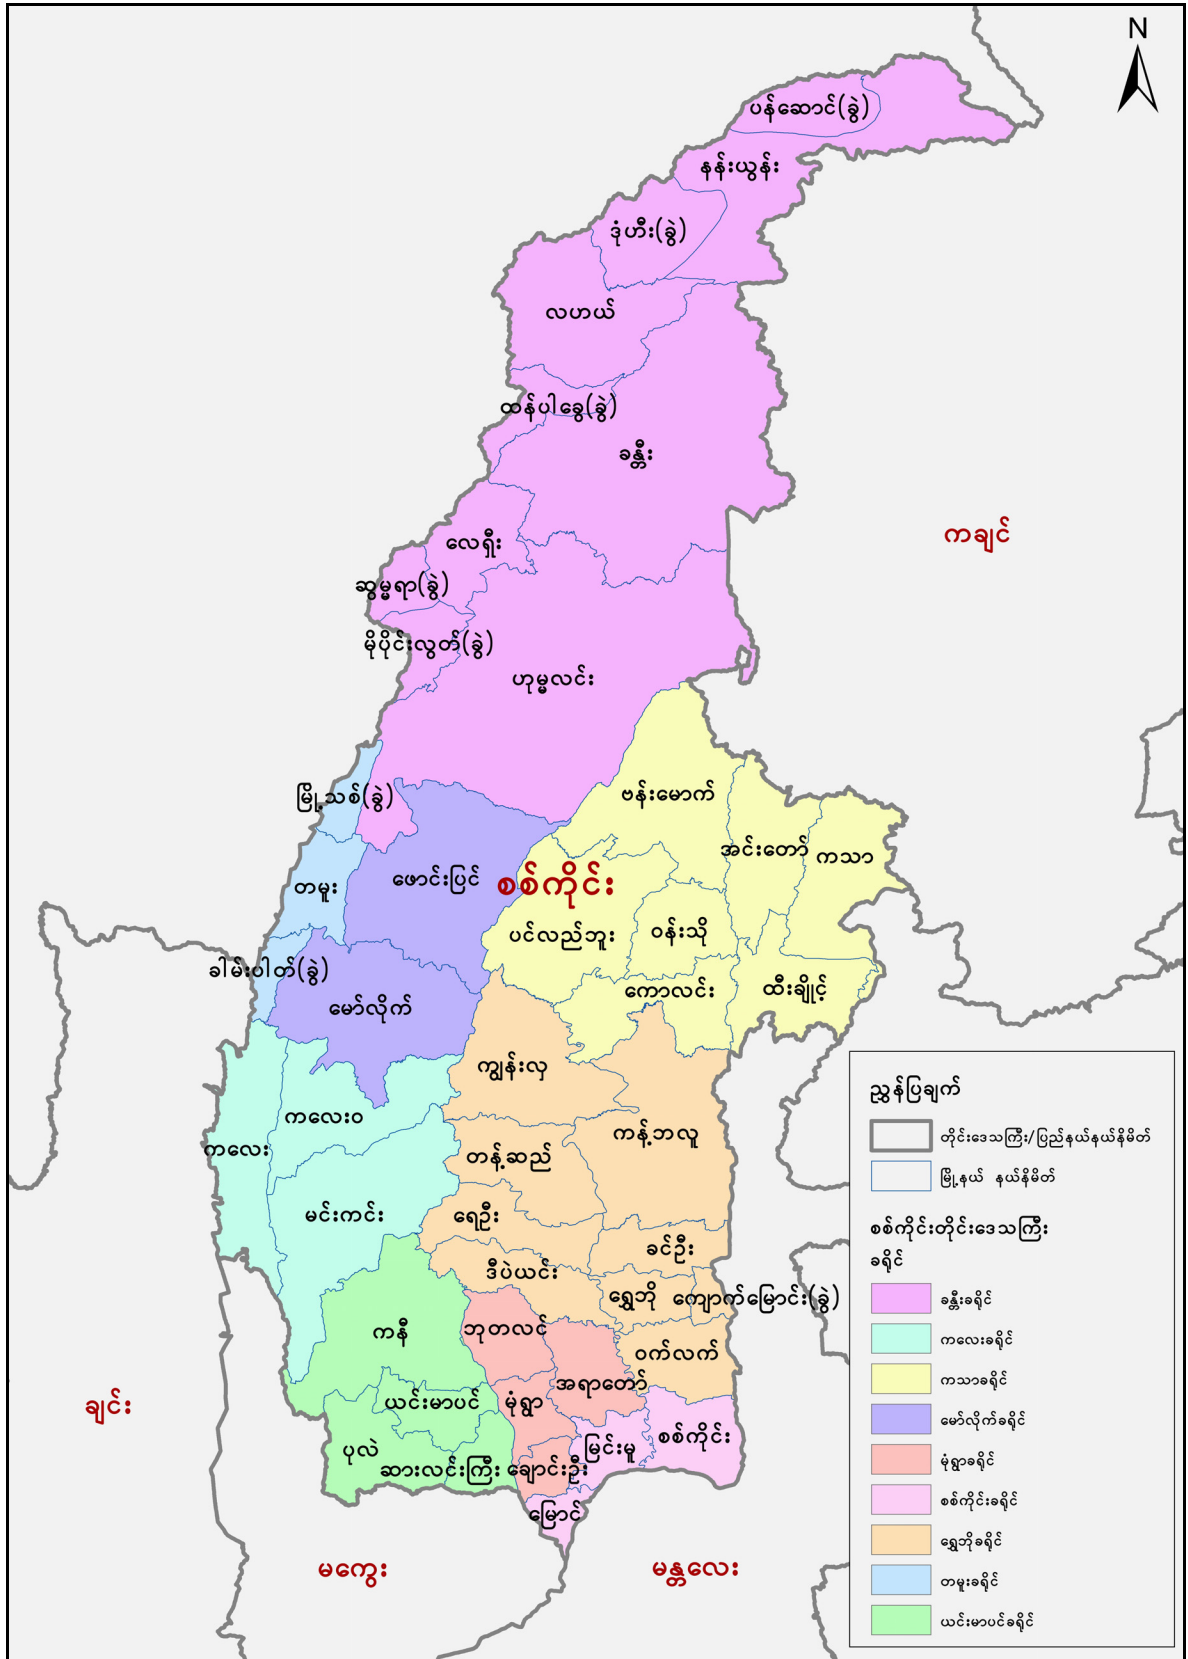 N
ပန်ဆောင်(ခွဲ)
နန်းယွန်း
ဒုံဟီး(ခွဲ)
လဟယ်
ထန်ပါခွေ(ခွဲ)
ခန္တီး
ကချင်
လေရှီး
ဆွမ္မရာ(ခွဲ)
မိုပိုင်းလွတ်(ခွဲ)
ဟုမ္မလင်း
မြို့သစ်(ခွဲ)
ဗန်းမောက်
အင်းတော်
ကသာ
တမူး
ဖောင်းပြင်
စစ်ကိုင်း
ပင်လည်ဘူး
ဝန်းသို
ခါမ်းပါတ်(ခွဲ)
မော်လိုက်
ကောလင်း
ထီးချိုင့်
ကျွန်းလှ
ကလေးဝ
ကလေး
ကန့်ဘလူ
တန့်ဆည်
မင်းကင်း
ရေဦး
ခင်ဦး
ဒီပဲယင်း
ရွှေဘို
ကျောက်မြောင်း(ခွဲ)
ကနီ
ဘုတလင်
ဝက်လက်
အရာတော်
ယင်းမာပင်
မုံရွာ
ချင်း
ပုလဲ
ဆားလင်းကြီး
ချောင်းဦး
မြင်းမူ
စစ်ကိုင်း
မြောင်
မကွေး
မန္တလေး
ညွှန်ပြချက်
တိုင်းဒေသကြီး/ပြည်နယ်နယ်နိမိတ်
မြို့နယ် နယ်နိမိတ်
စစ်ကိုင်းတိုင်းဒေသကြီး
ခရိုင်
ခန္တီးခရိုင်
ကလေးခရိုင်
ကသာခရိုင်
မော်လိုက်ခရိုင်
မုံရွာခရိုင်
စစ်ကိုင်းခရိုင်
ရွှေဘိုခရိုင်
တမူးခရိုင်
ယင်းမာပင်ခရိုင်